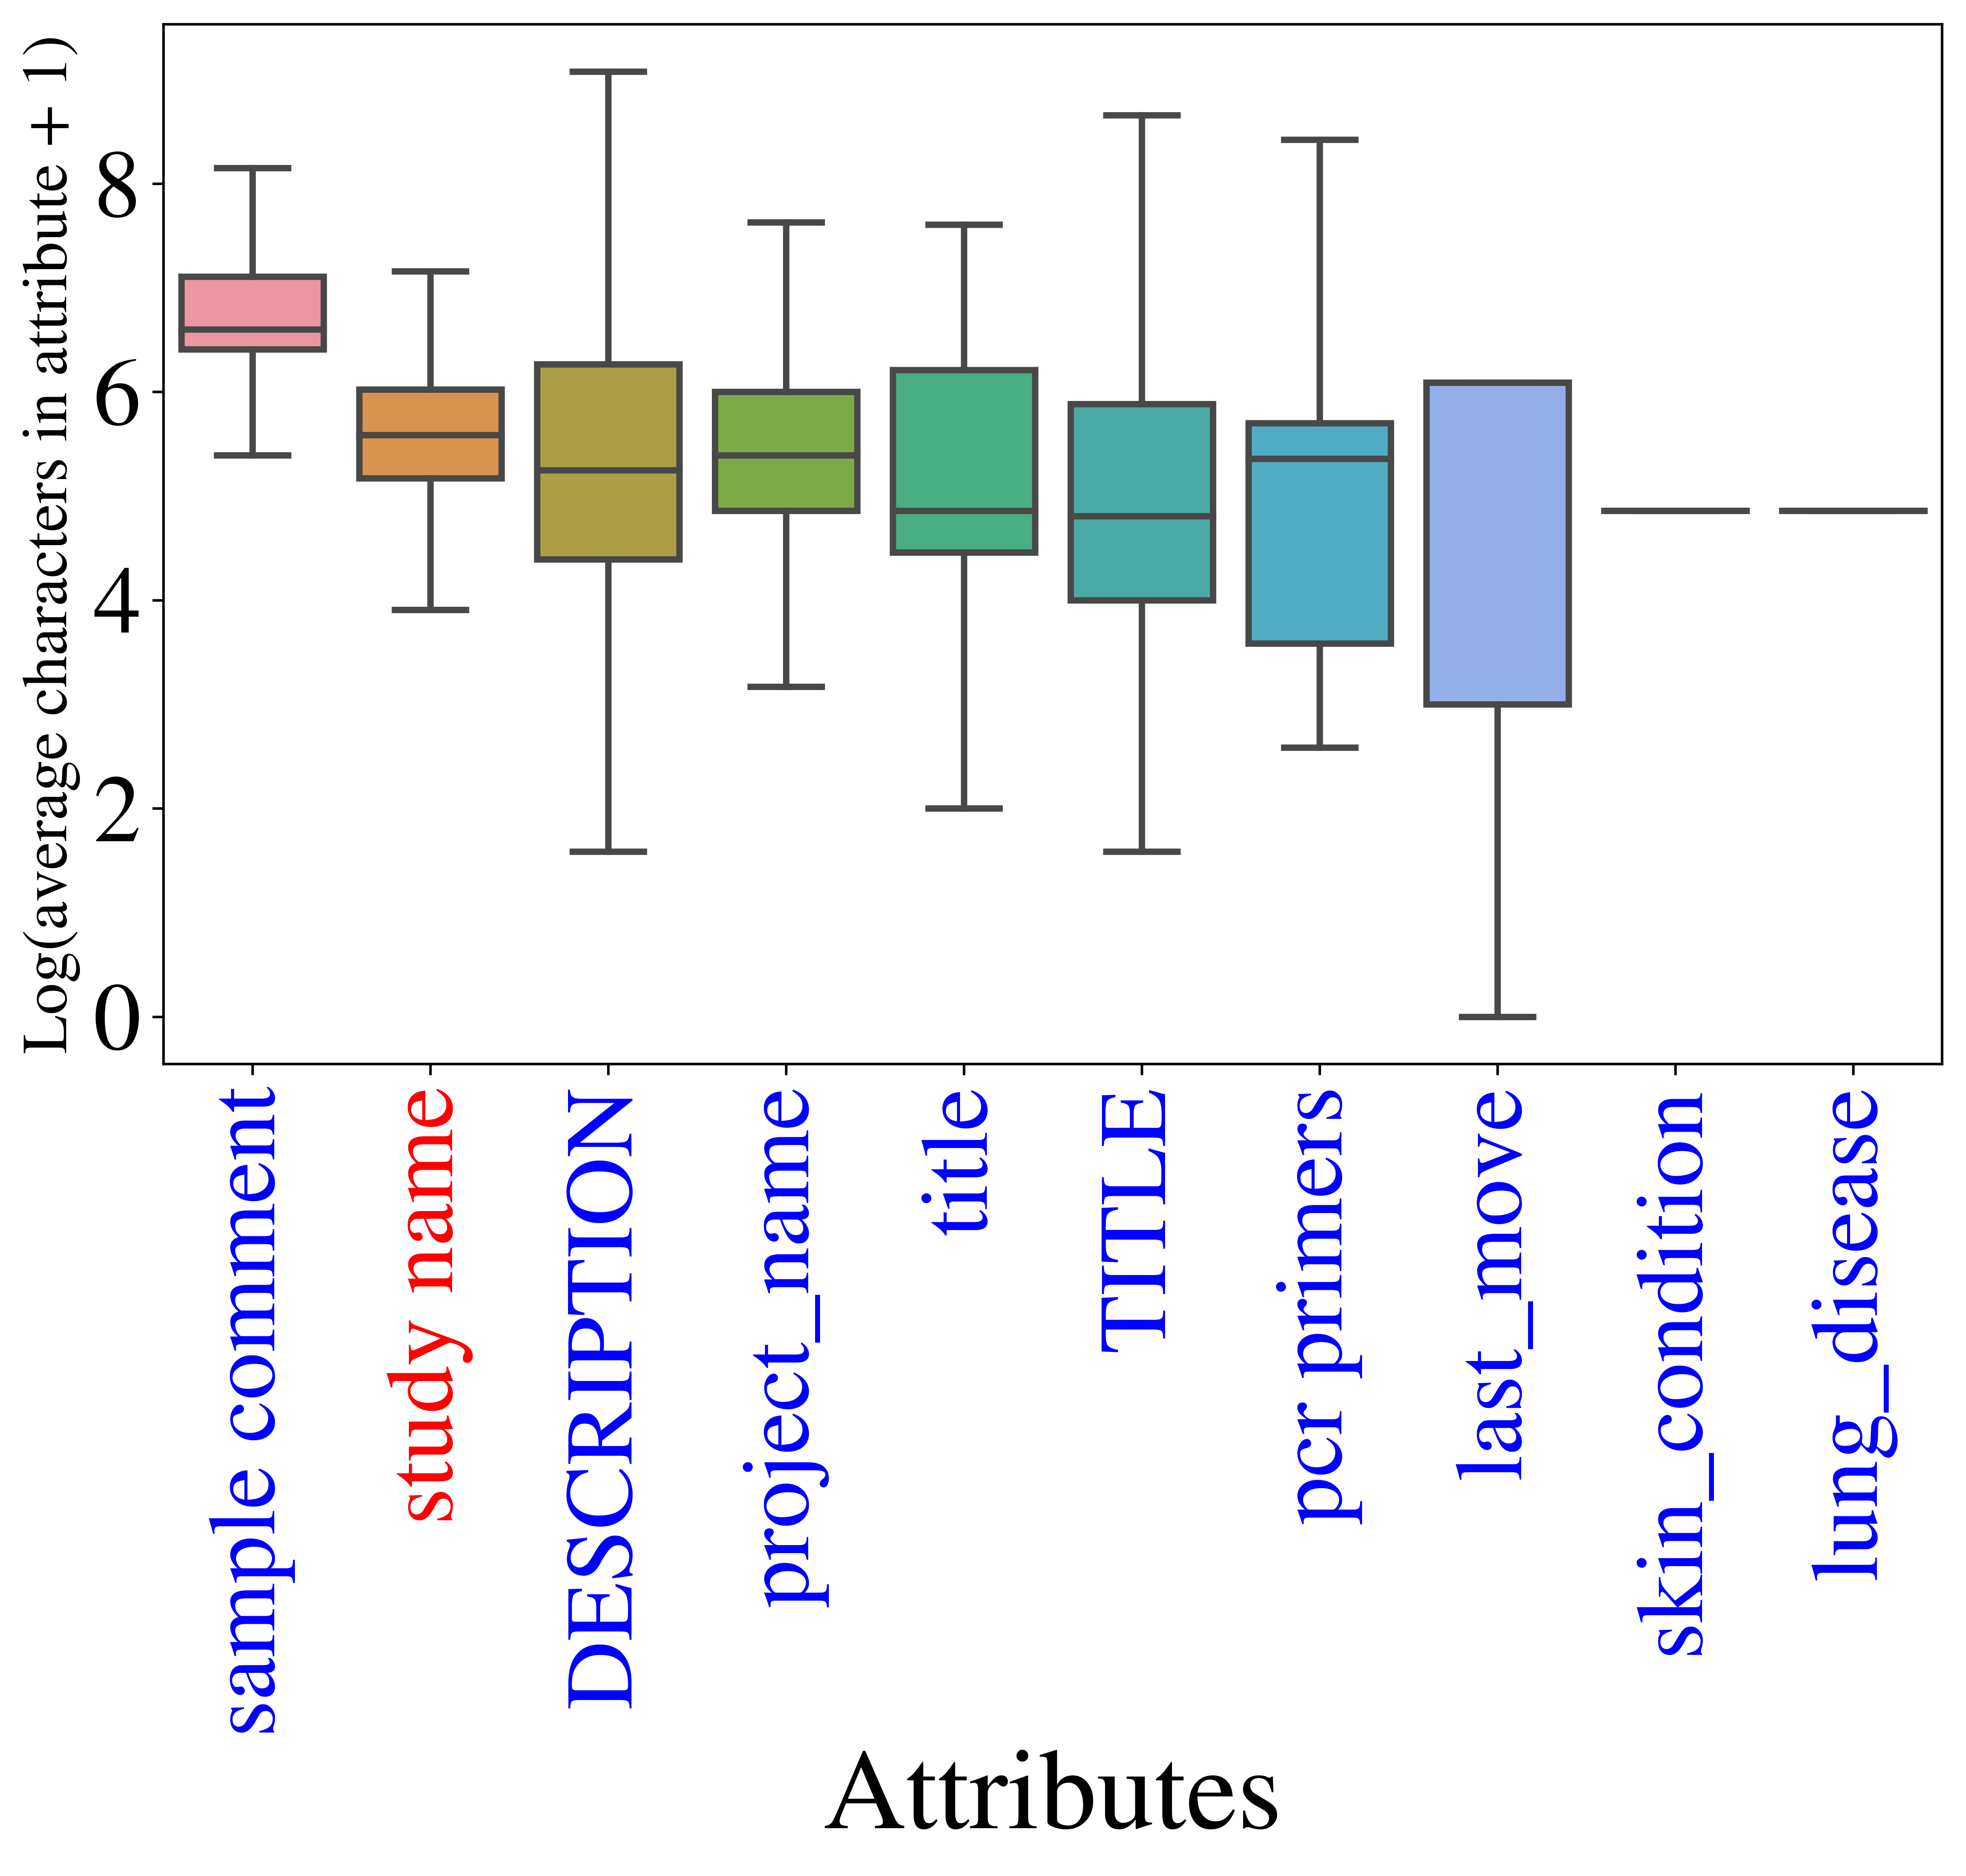 Log(average characters in attribute + 1)
8
6
4
2
0
sample comment
study name
DESCRIPTION
project_name
title
TITLE
pcr primers
last_move
skin_condition
lung_disease
Attributes